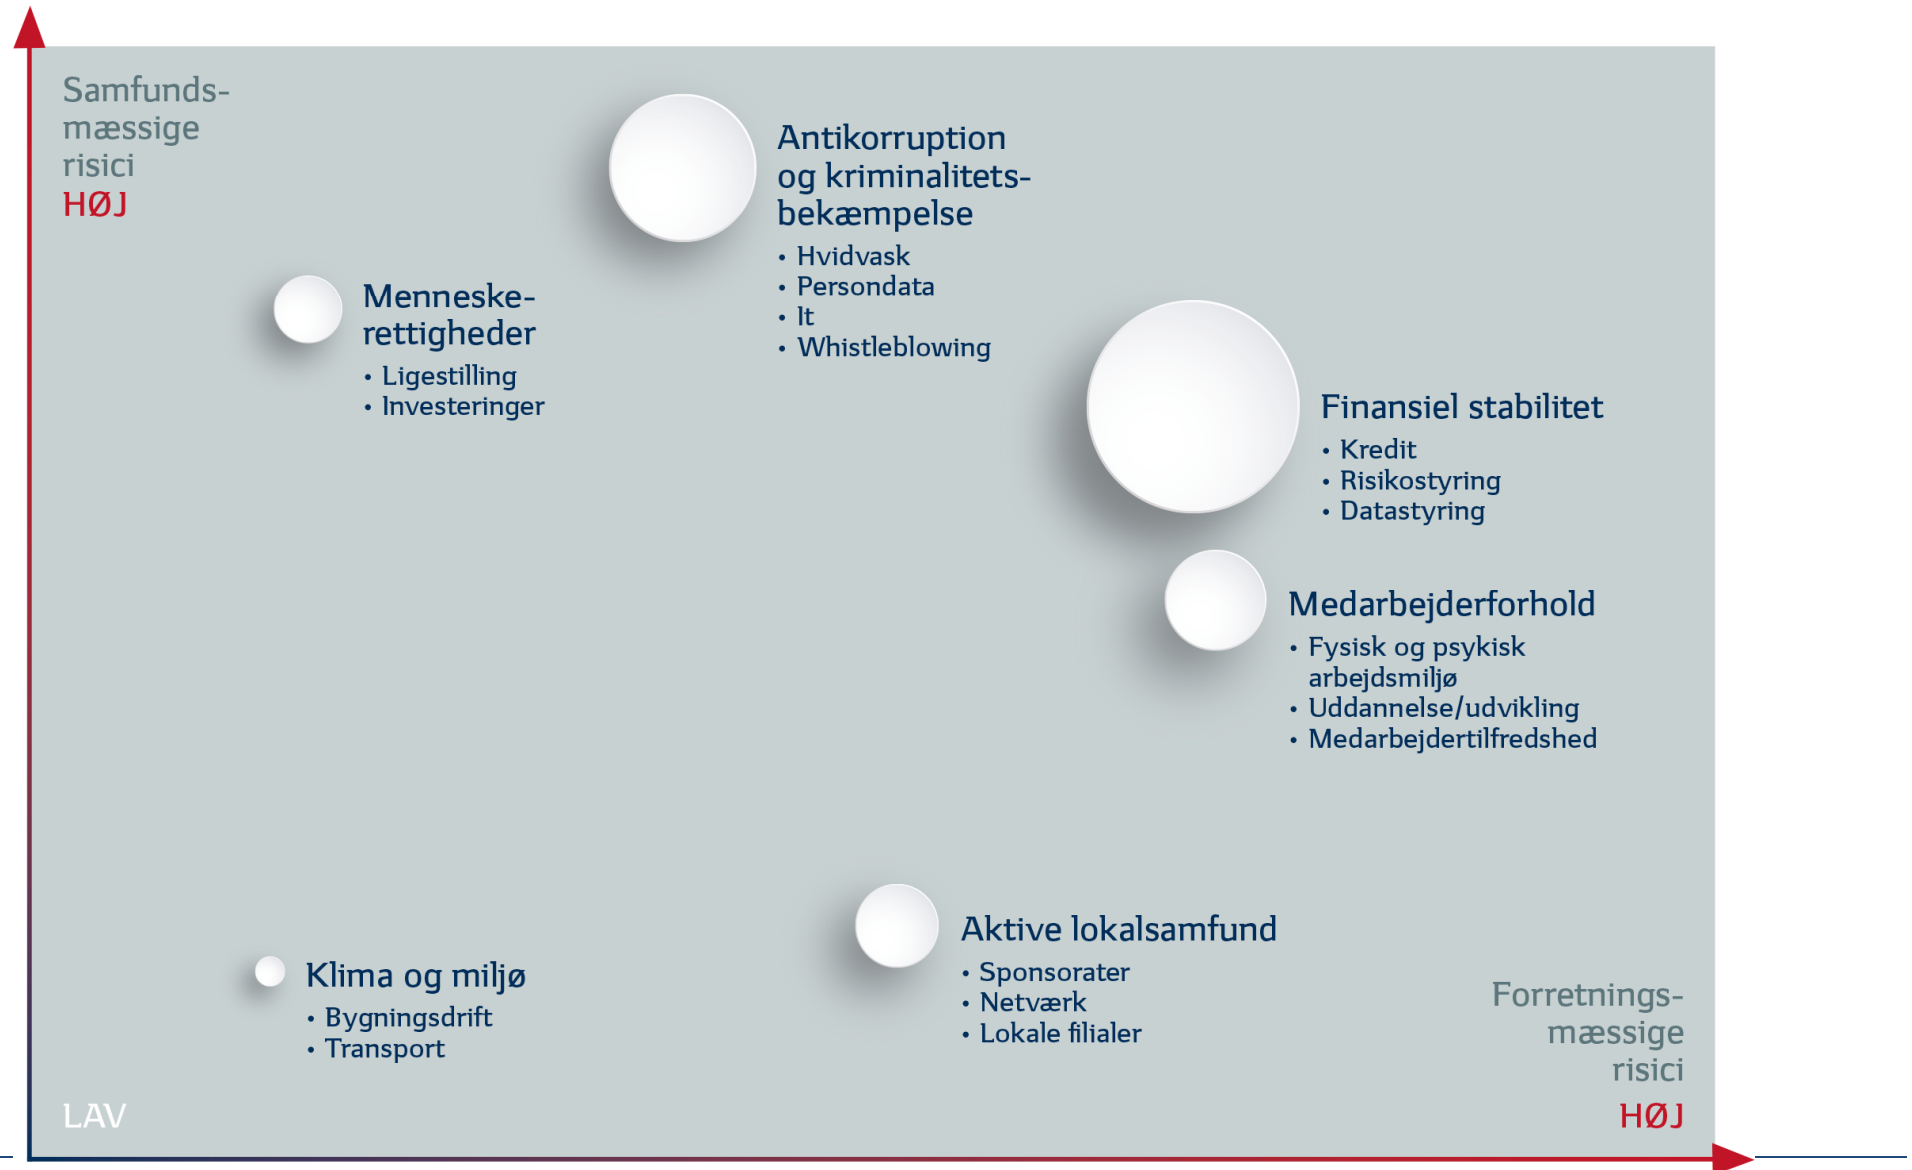 Samfunds-
mæssige
risici
HØJ
Antikorruption
og kriminalitets-
bekæmpelse
• Hvidvask
• Persondata
• It
• Whistleblowing
Menneske-
rettigheder
• Ligestilling
• Investeringer
Finansiel stabilitet
• Kredit
• Risikostyring
• Datastyring
Medarbejderforhold
• Fysisk og psykisk
arbejdsmiljø
• Uddannelse/udvikling
• Medarbejdertilfredshed
Aktive lokalsamfund
• Sponsorater
• Netværk
• Lokale filialer
Klima og miljø
• Bygningsdrift
• Transport
Forretnings-
mæssige
risici
HØJ
LAV